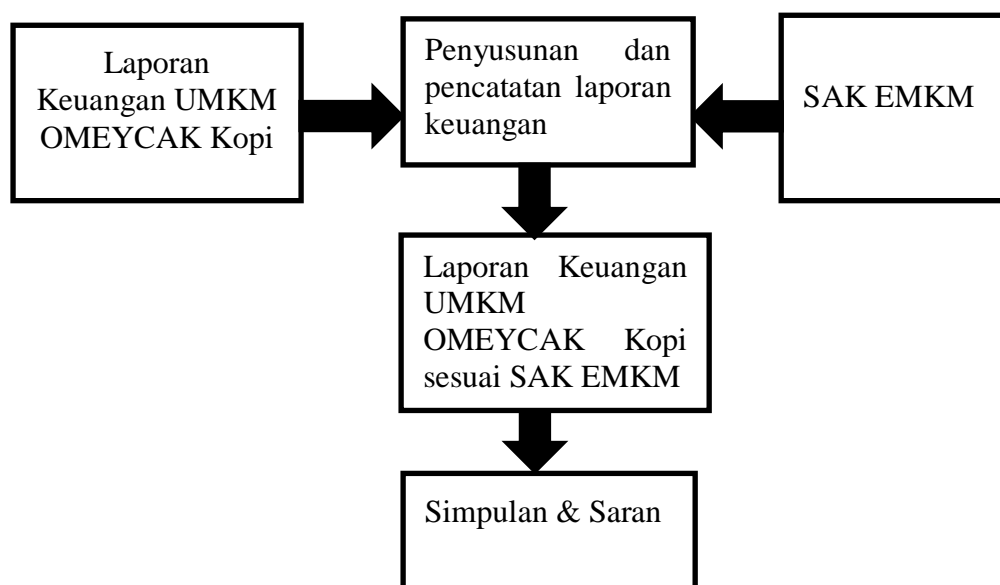 Laporan
Keuangan UMKM
OMEYCAK Kopi
Penyusunan dan
pencatatan laporan
keuangan
SAK EMKM
Laporan Keuangan
UMKM
OMEYCAK Kopi
sesuai SAK EMKM
Simpulan & Saran